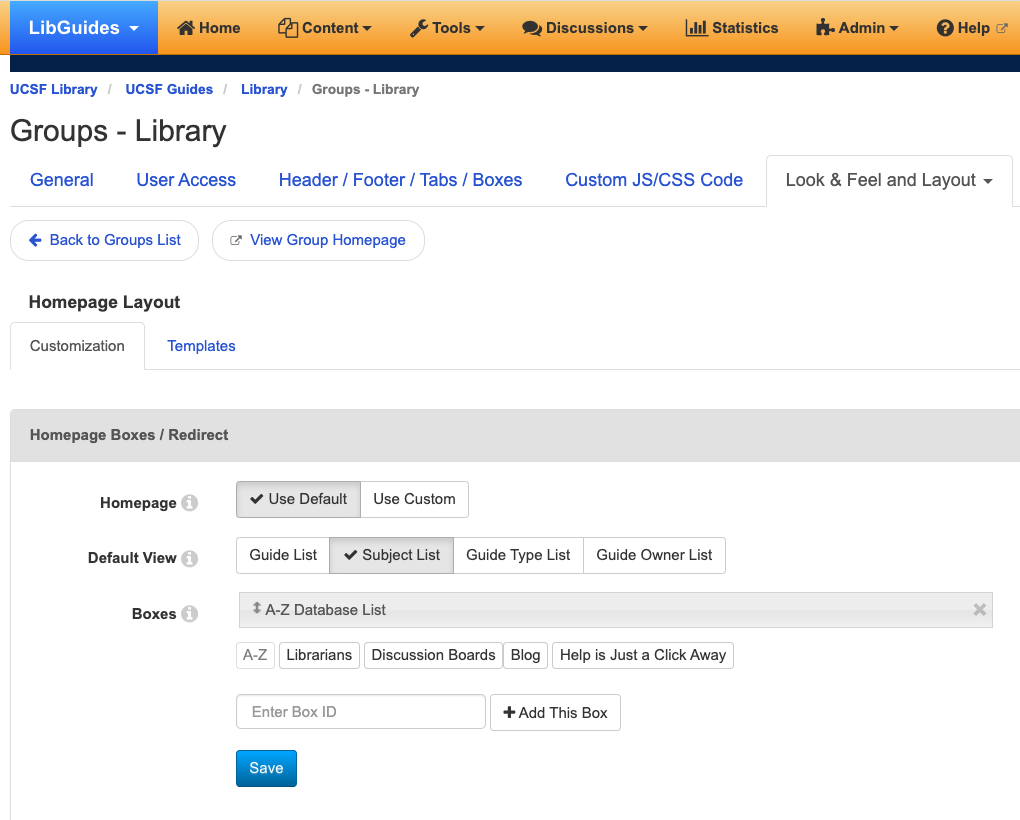 LibGuides Home Content Tools Discussions Statistics Admin Help
UCSF Library / UCSF Guides / Library / Groups - Library
Groups - Library
General User Access Header / Footer / Tabs / Boxes Custom JS/CSS Code Look & Feel and Layout
Back to Groups List View Group Homepage
Homepage Layout
Customization Templates
Homepage Boxes / Redirect
Homepage Use Default Use Custom
Default View Guide List Subject List Guide Type List Guide Owner List
Boxes A-Z Database List
A-Z Librarians Discussion Boards Blog Help is Just a Click Away
Enter Box ID Add This Box
Save